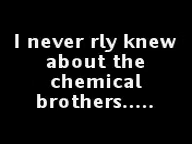 I never rly knew
about the
chemical
brothers.....